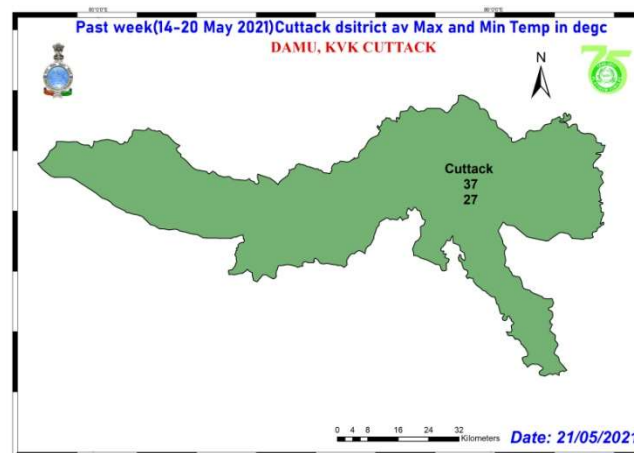 Past week(14-20 May 2021)Cuttack dsitrict av Max and Min Temp in degc
DAMU, KVK CUTTACK
N
75
Cuttack
37
27
0 4 8 16 24 32
Kilometers
Date: 21/05/2021